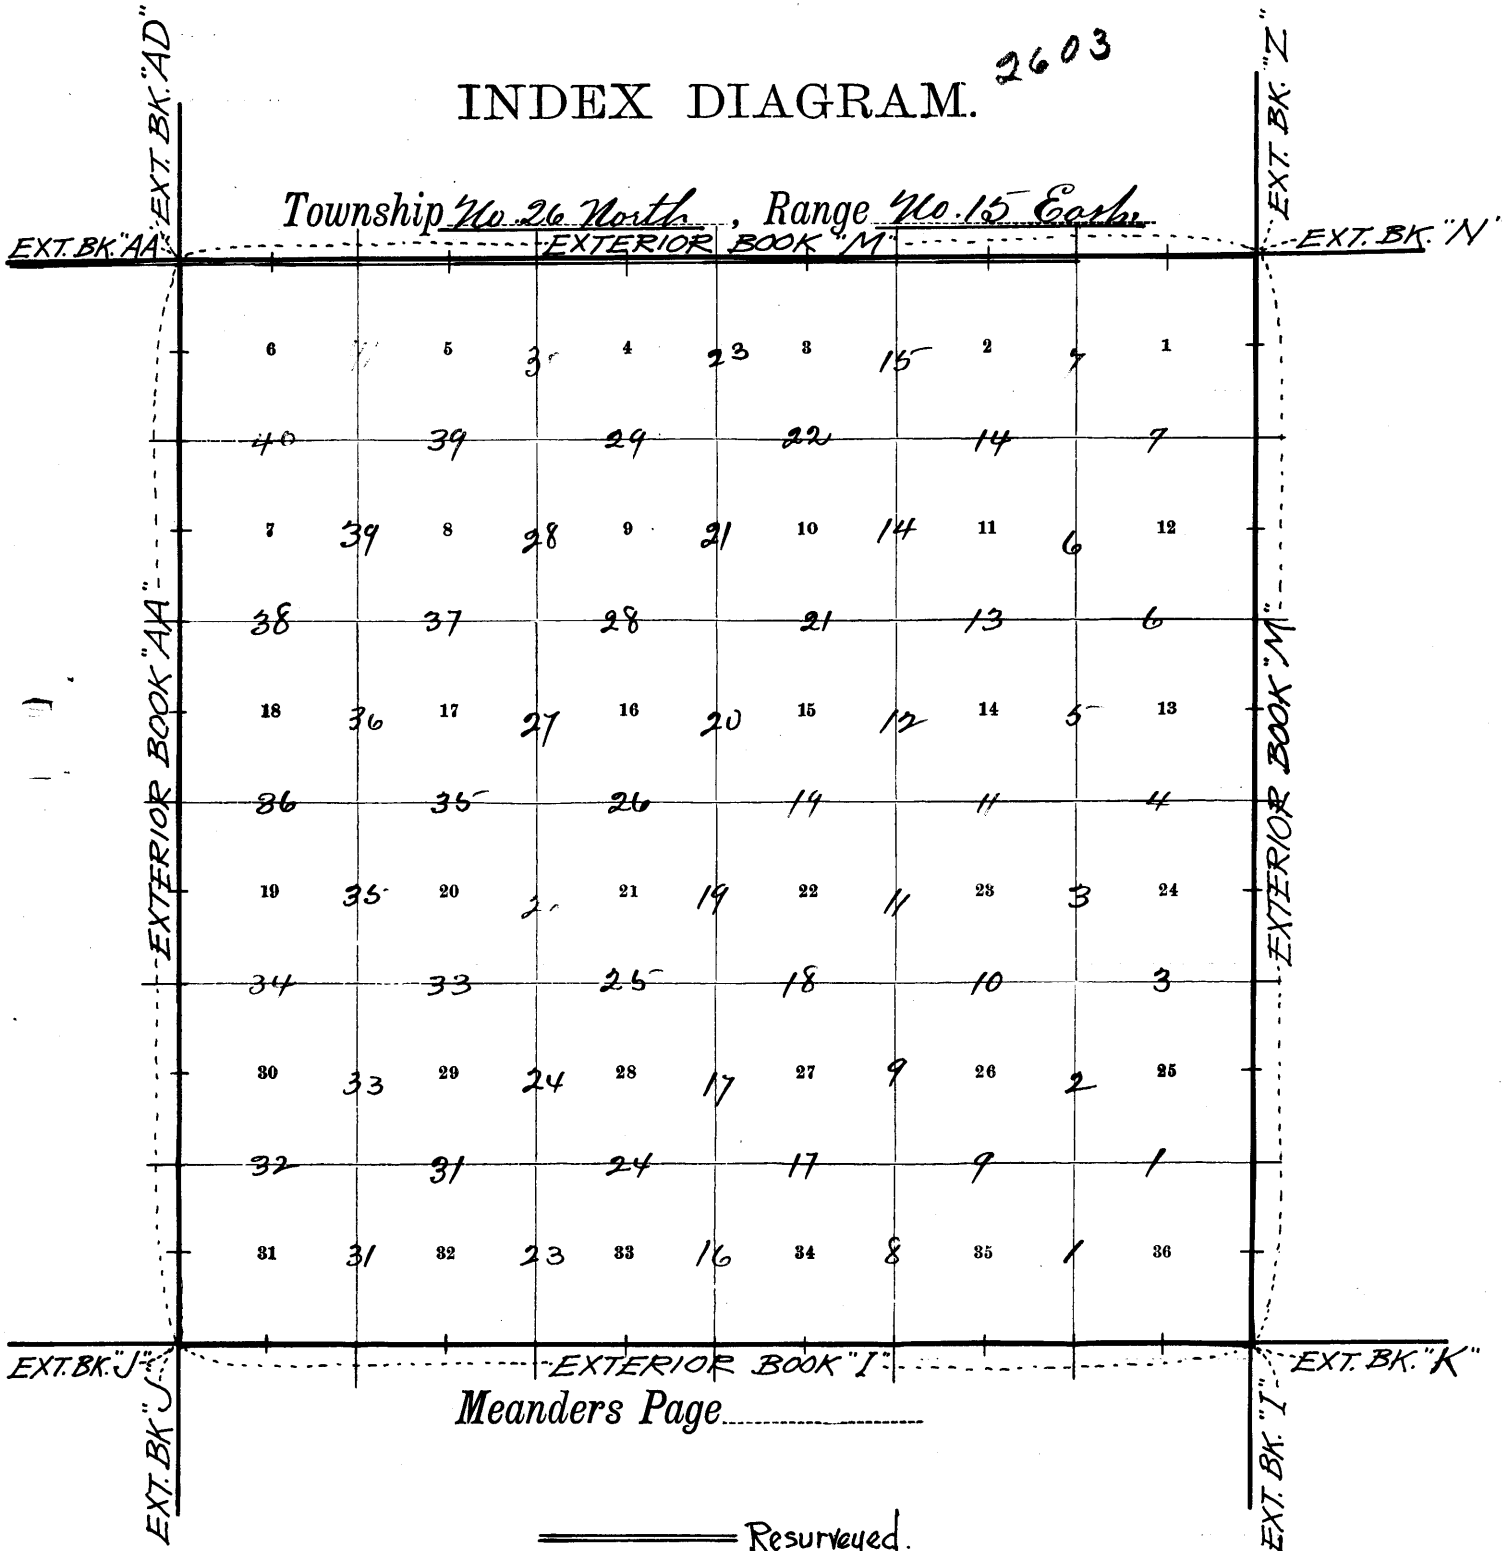 2603
INDEX DIAGRAM.
Township No. 26 North, Range No. 15 East.
EXT. BK. "AD"
EXT. BK. "Z"
EXT. BK. "AA" EXTERIOR BOOK "M" EXT. BK. "N"
6 5 4 23 3 15 2 7 1
40 39 29 22 14 7
7 39 8 28 9 21 10 14 11 6 12
38 37 28 21 13 6
18 36 17 27 16 20 15 12 14 5 13
36 35 26 19 11 4
19 35 20 21 19 22 11 23 3 24
34 33 25 18 10 3
30 33 29 24 28 17 27 9 26 2 25
32 31 24 17 9 1
31 31 32 23 33 16 34 8 35 1 36
EXTERIOR BOOK "AA"
EXTERIOR BOOK "M"
EXT. BK. "J" EXTERIOR BOOK "I" EXT. BK. "K"
EXT. BK. "J"
EXT. BK. "I"
Meanders Page
Resurveyed.